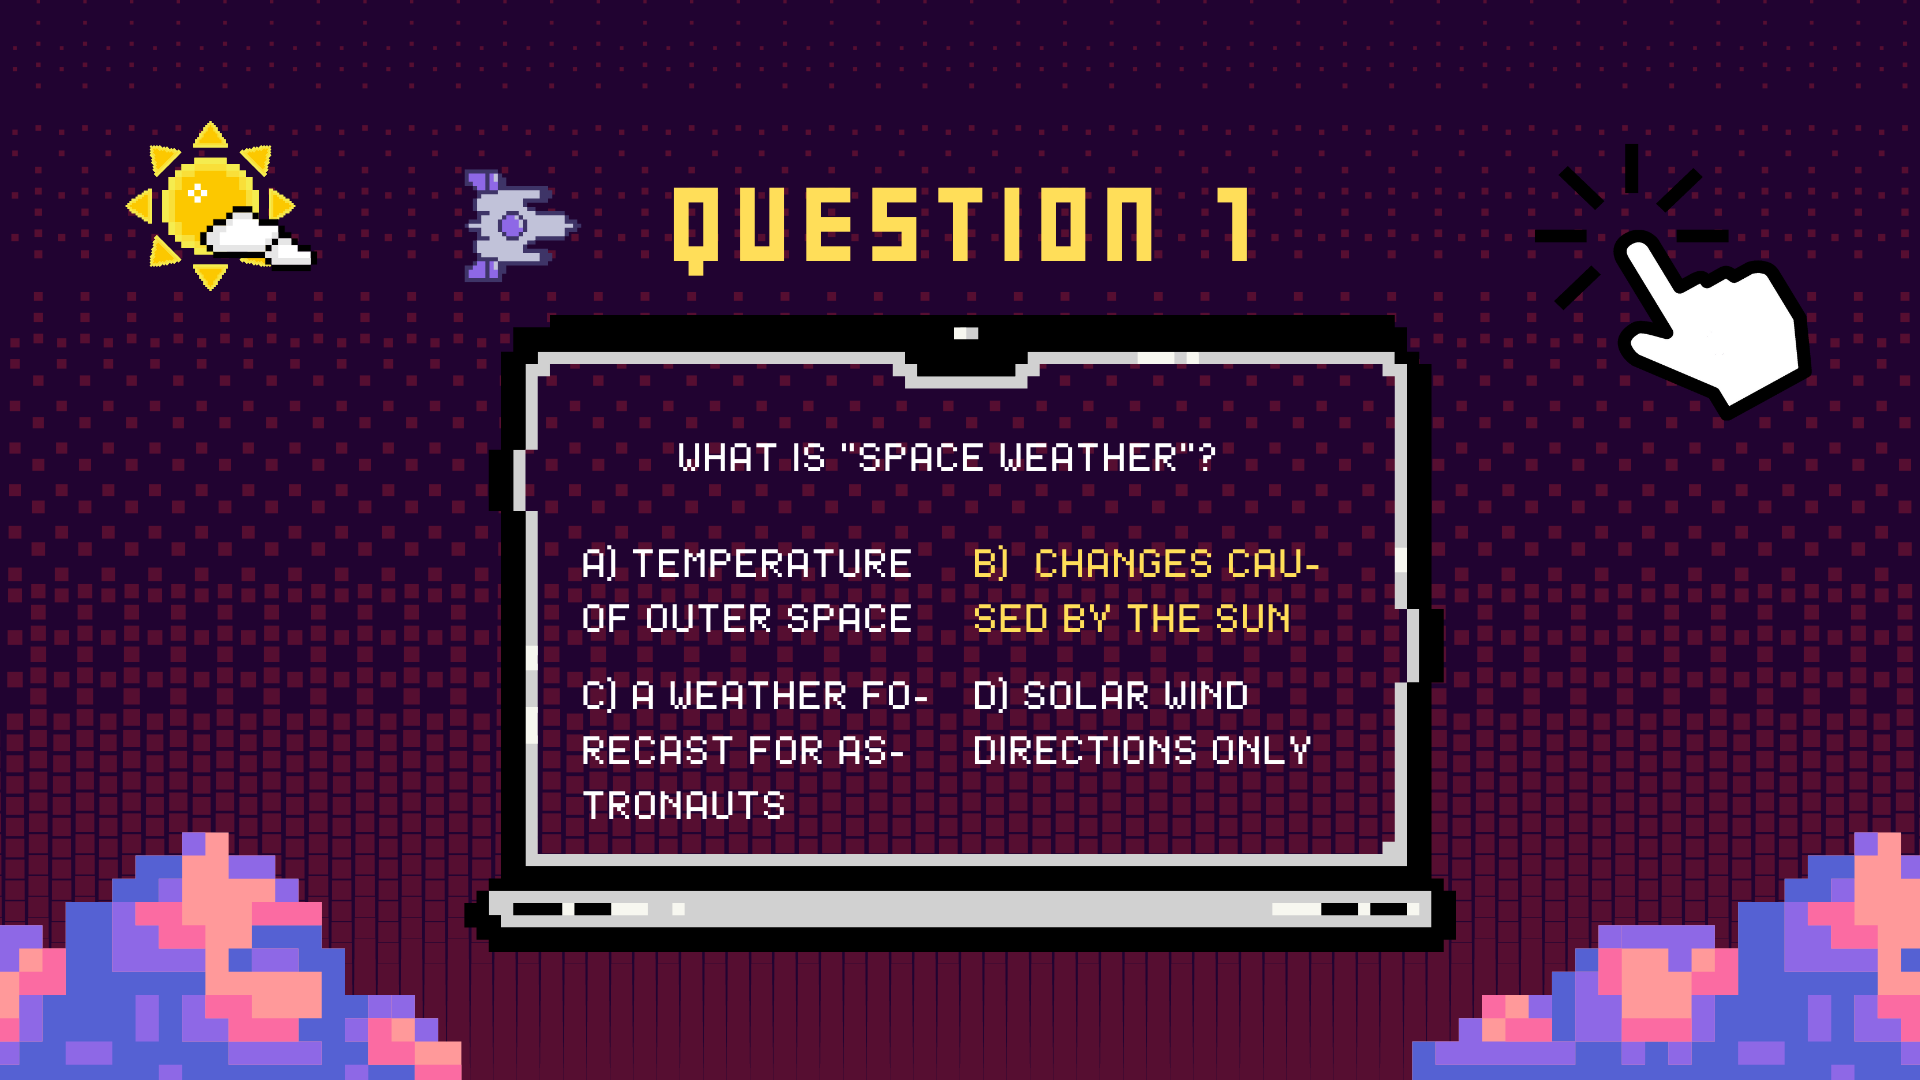 QUESTION 1
WHAT IS "SPACE WEATHER"?
A) TEMPERATURE
OF OUTER SPACE
B) CHANGES CAU-
SED BY THE SUN
C) A WEATHER FO-
RECAST FOR AS-
TRONAUTS
D) SOLAR WIND
DIRECTIONS ONLY